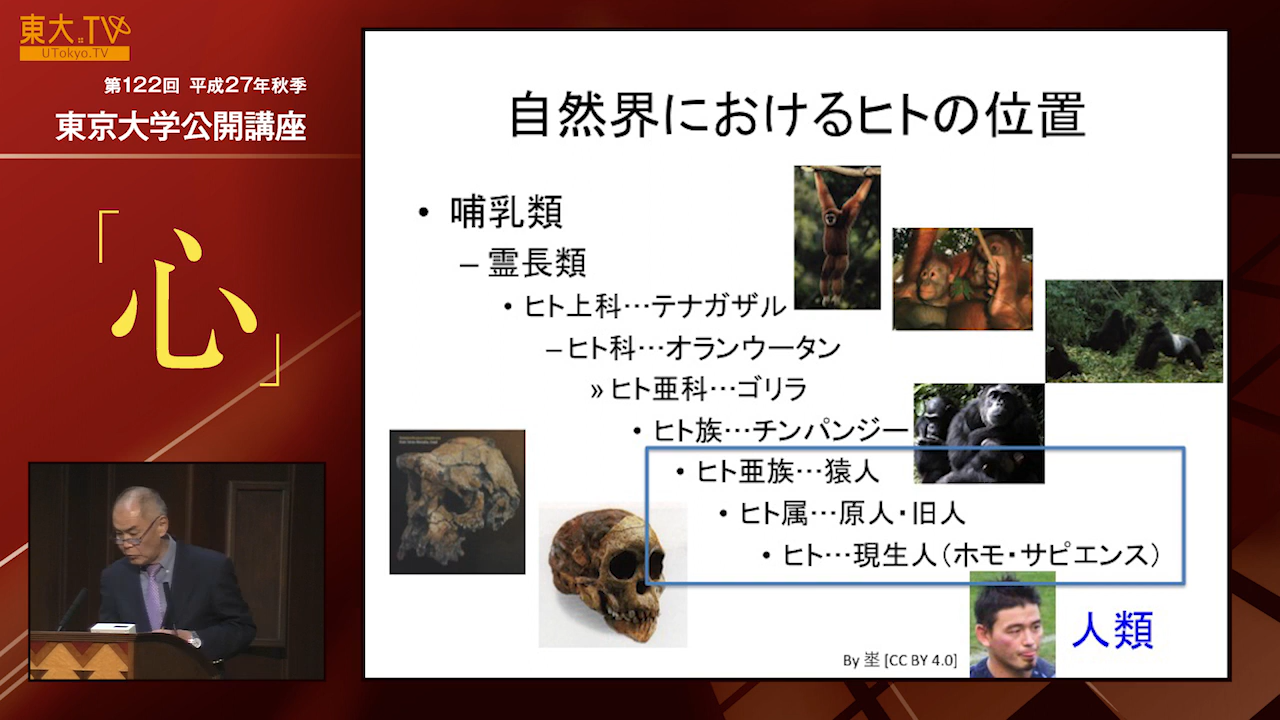 東大.TV
UTokyo.TV
第122回 平成27年秋季
東京大学公開講座
「心」
自然界におけるヒトの位置
• 哺乳類
– 霊長類
• ヒト上科…テナガザル
– ヒト科…オランウータン
» ヒト亜科…ゴリラ
• ヒト族…チンパンジー
• ヒト亜族…猿人
• ヒト属…原人・旧人
• ヒト…現生人（ホモ・サピエンス）
人類
By 埊 [CC BY 4.0]